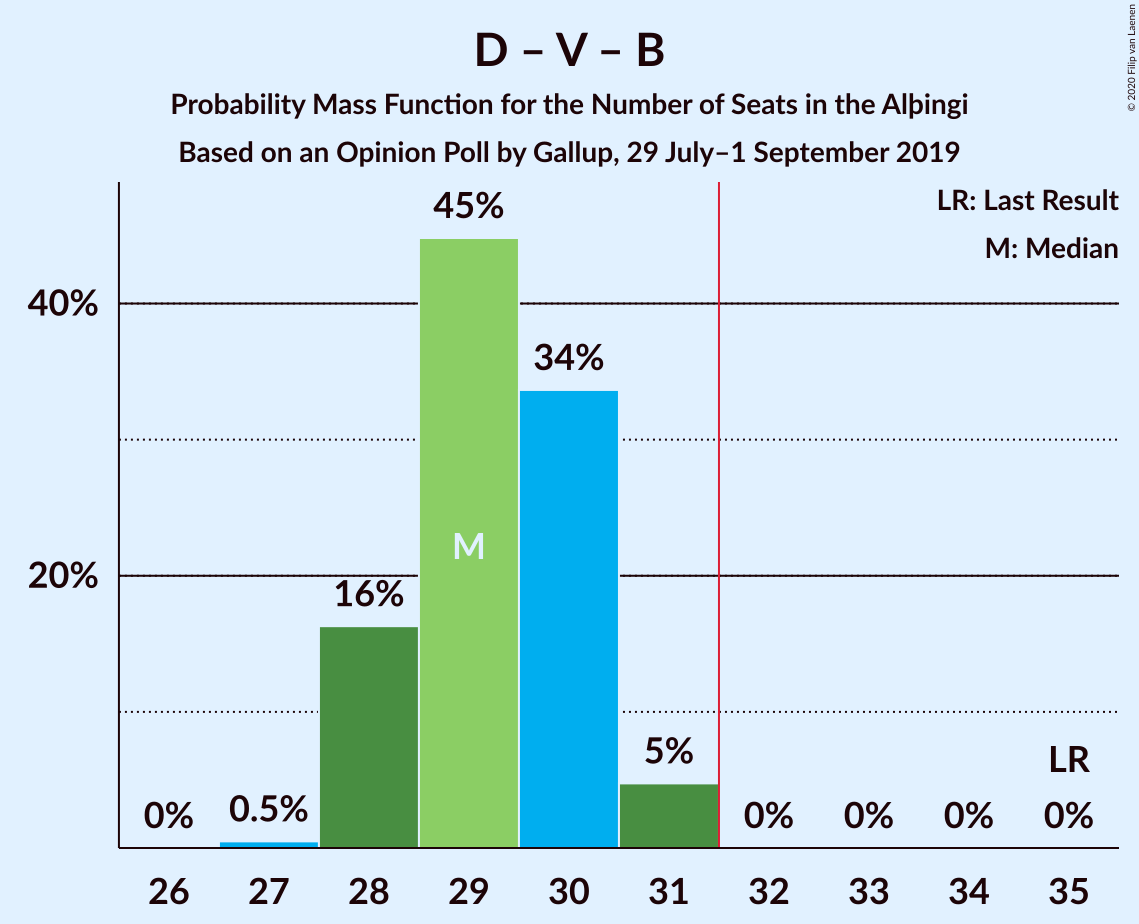 D – V – B
Probability Mass Function for the Number of Seats in the Alþingi
Based on an Opinion Poll by Gallup, 29 July–1 September 2019
© 2020 Filip van Laenen
LR: Last Result
M: Median
45%
40%
34%
M
20%
16%
5%
LR
0%
0.5%
0%
0%
0%
0%
26 27 28 29 30 31 32 33 34 35